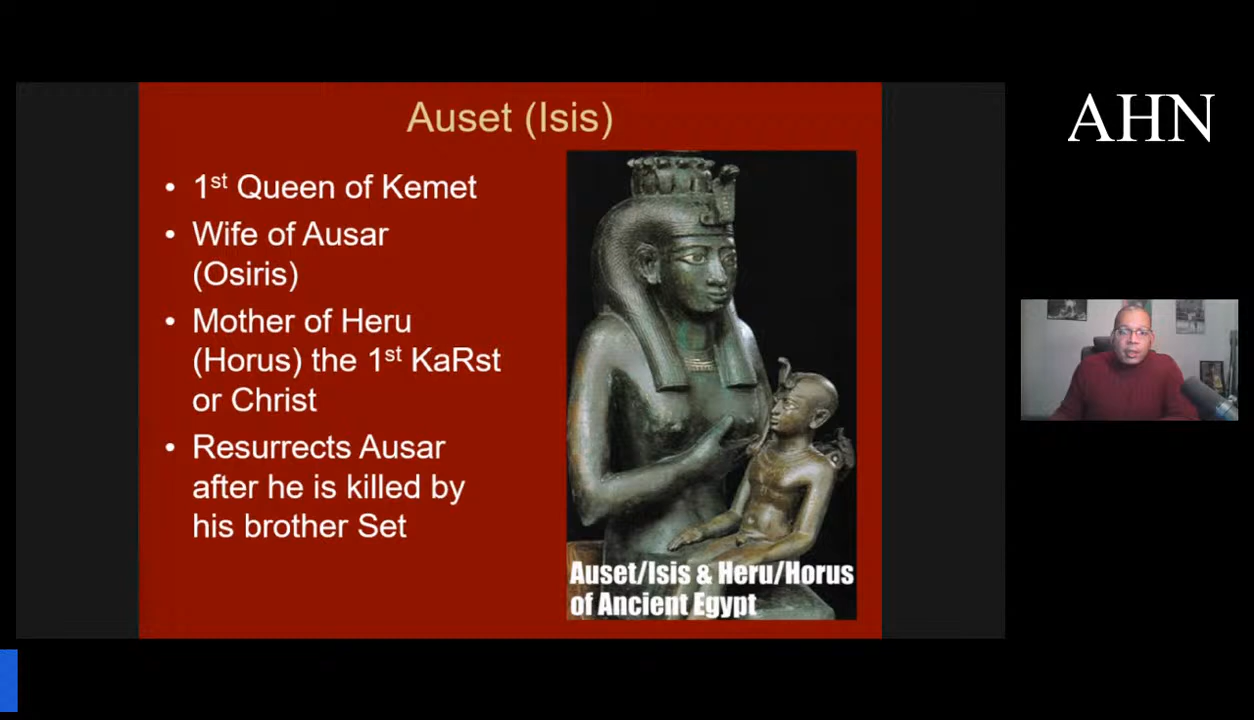 Auset (Isis)
• 1st Queen of Kemet
• Wife of Ausar
(Osiris)
• Mother of Heru
(Horus) the 1st KaRst
or Christ
• Resurrects Ausar
after he is killed by
his brother Set
Auset/Isis & Heru/Horus
of Ancient Egypt
AHN